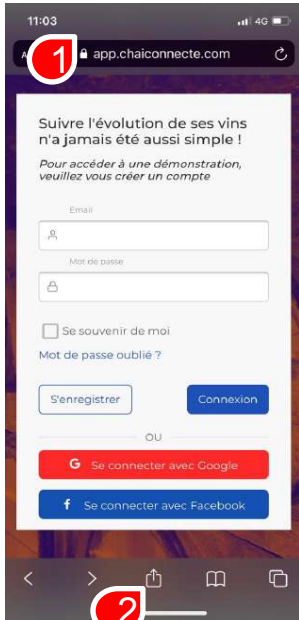 11:03
4G
1
app.chaiconnecte.com
Suivre l'évolution de ses vins
n'a jamais été aussi simple !
Pour accéder à une démonstration,
veuillez vous créer un compte
Email
Mot de passe
Se souvenir de moi
Mot de passe oublié ?
S'enregistrer
Connexion
OU
G Se connecter avec Google
f Se connecter avec Facebook
2